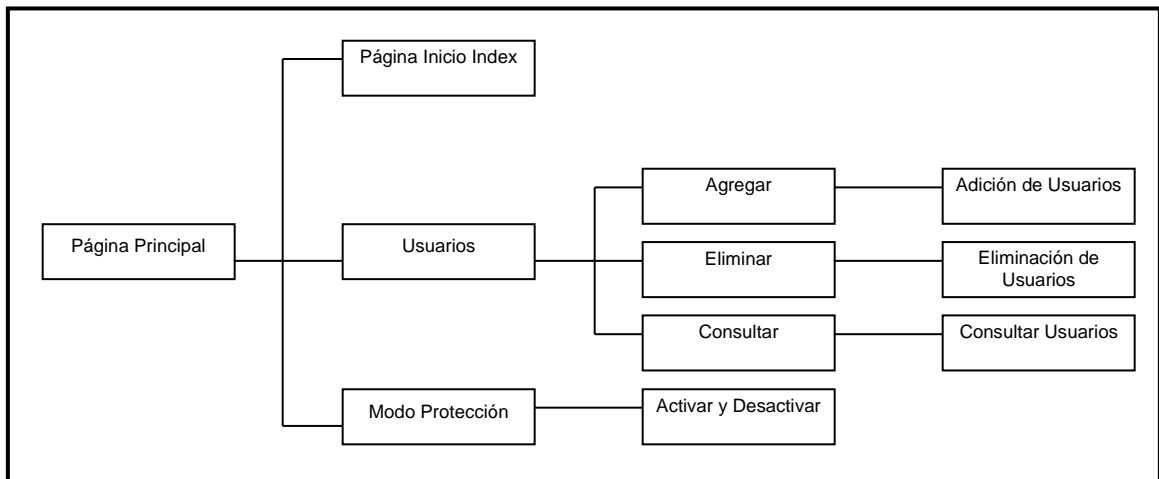 Página Inicio Index
Agregar
Adición de Usuarios
Página Principal
Usuarios
Eliminar
Eliminación de
Usuarios
Consultar
Consultar Usuarios
Modo Protección
Activar y Desactivar